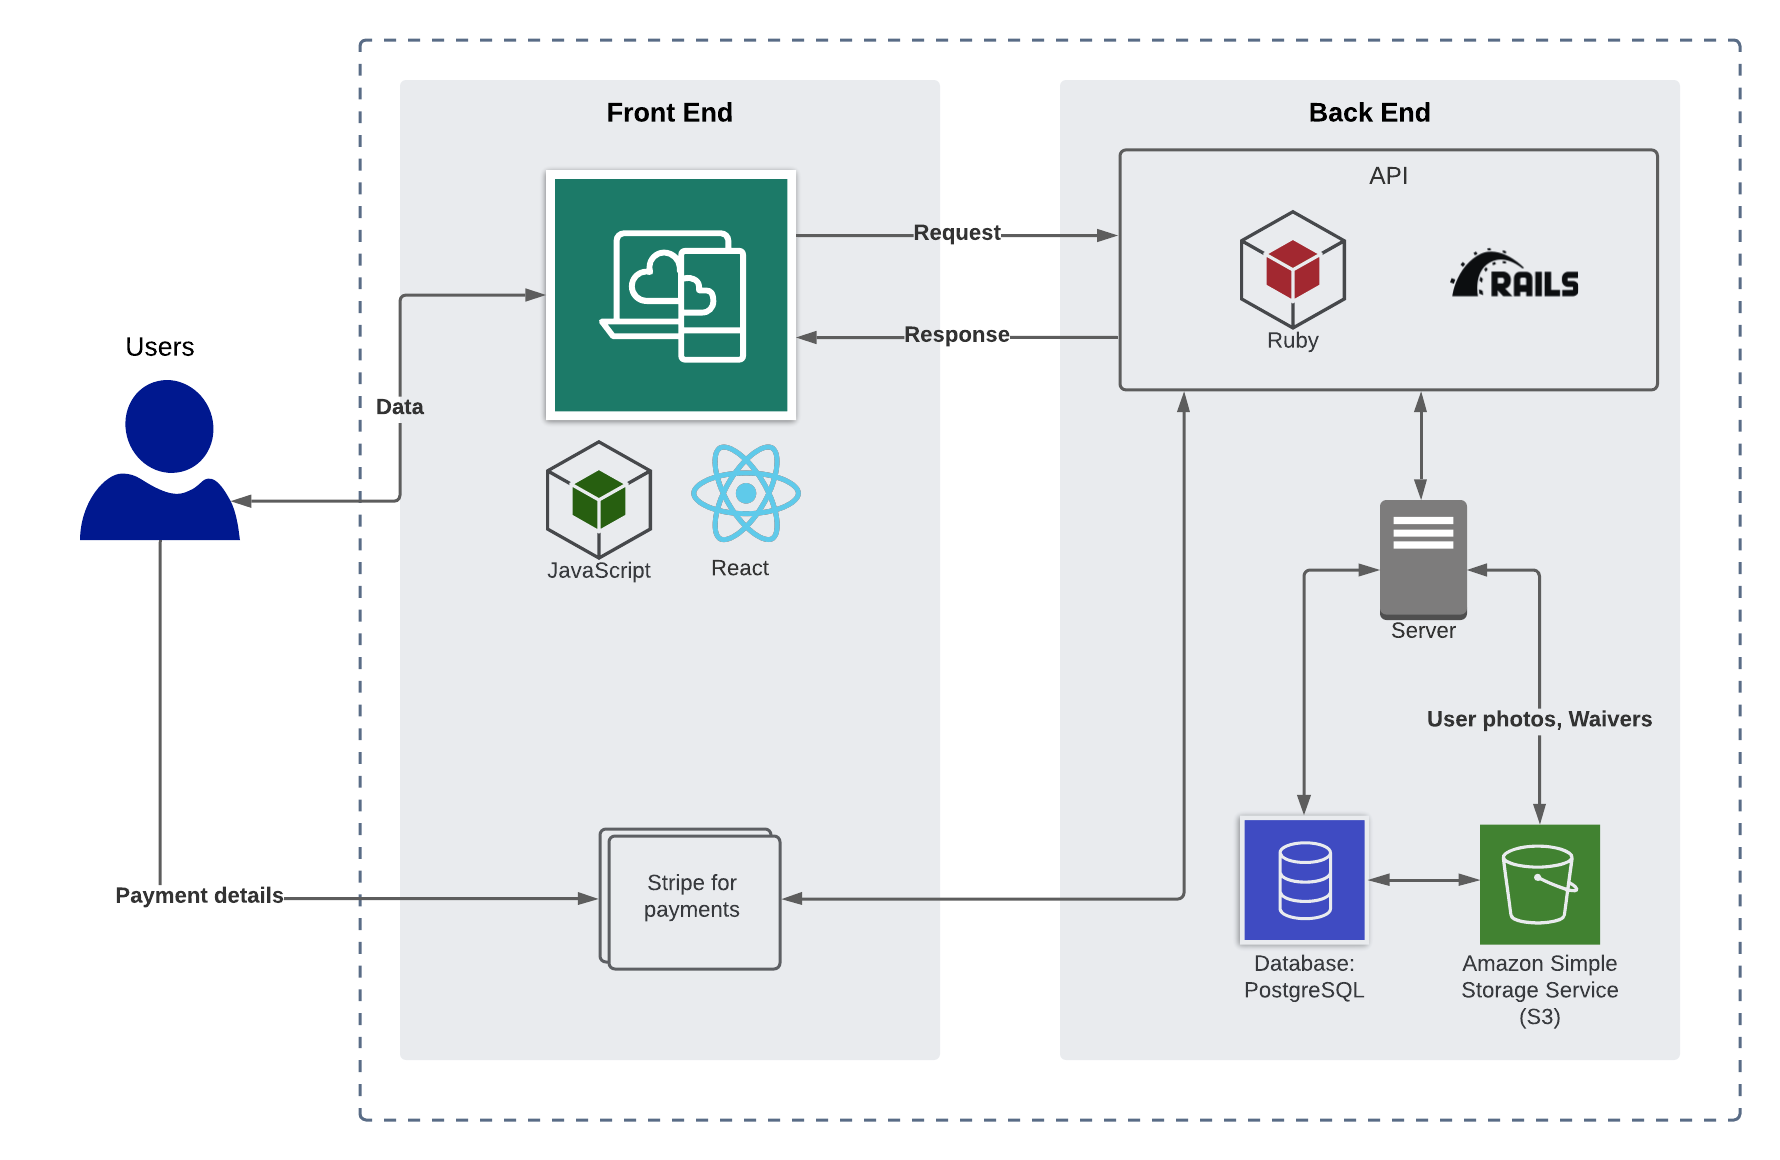 Front End
Back End
API
Request
RAILS
Response
Ruby
Users
Data
JavaScript
React
Server
User photos, Waivers
Stripe for
payments
Payment details
Database:
PostgreSQL
Amazon Simple
Storage Service
(S3)